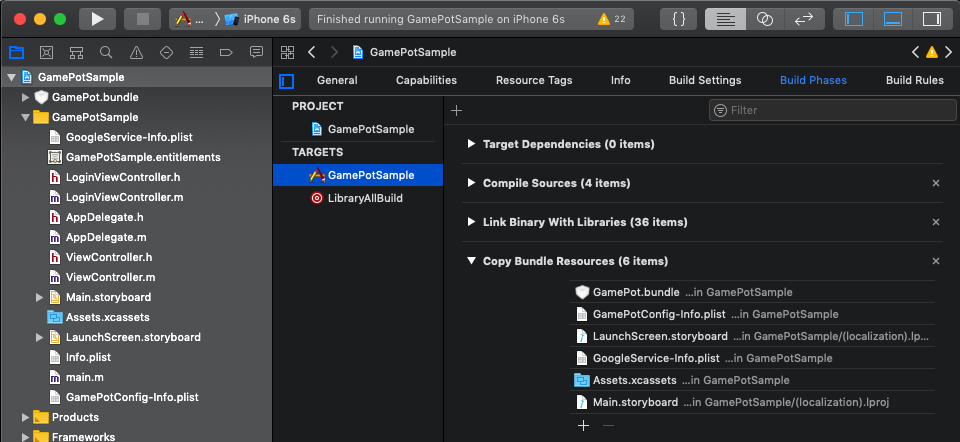 ... iPhone 6s
Finished running GamePotSample on iPhone 6s
22
{ }
GamePotSample
GamePot.bundle
GamePotSample
GoogleService-Info.plist
GamePotSample.entitlements
LoginViewController.h
LoginViewController.m
AppDelegate.h
AppDelegate.m
ViewController.h
ViewController.m
Main.storyboard
Assets.xcassets
LaunchScreen.storyboard
Info.plist
main.m
GamePotConfig-Info.plist
Products
Frameworks
GamePotSample
General Capabilities Resource Tags Info Build Settings Build Phases Build Rules
PROJECT
GamePotSample
TARGETS
GamePotSample
LibraryAllBuild
Filter
Target Dependencies (0 items)
Compile Sources (4 items)
Link Binary With Libraries (36 items)
Copy Bundle Resources (6 items)
GamePot.bundle ...in GamePotSample
GamePotConfig-Info.plist ...in GamePotSample
LaunchScreen.storyboard ...in GamePotSample/(localization).lp...
GoogleService-Info.plist ...in GamePotSample
Assets.xcassets ...in GamePotSample
Main.storyboard ...in GamePotSample/(localization).lproj